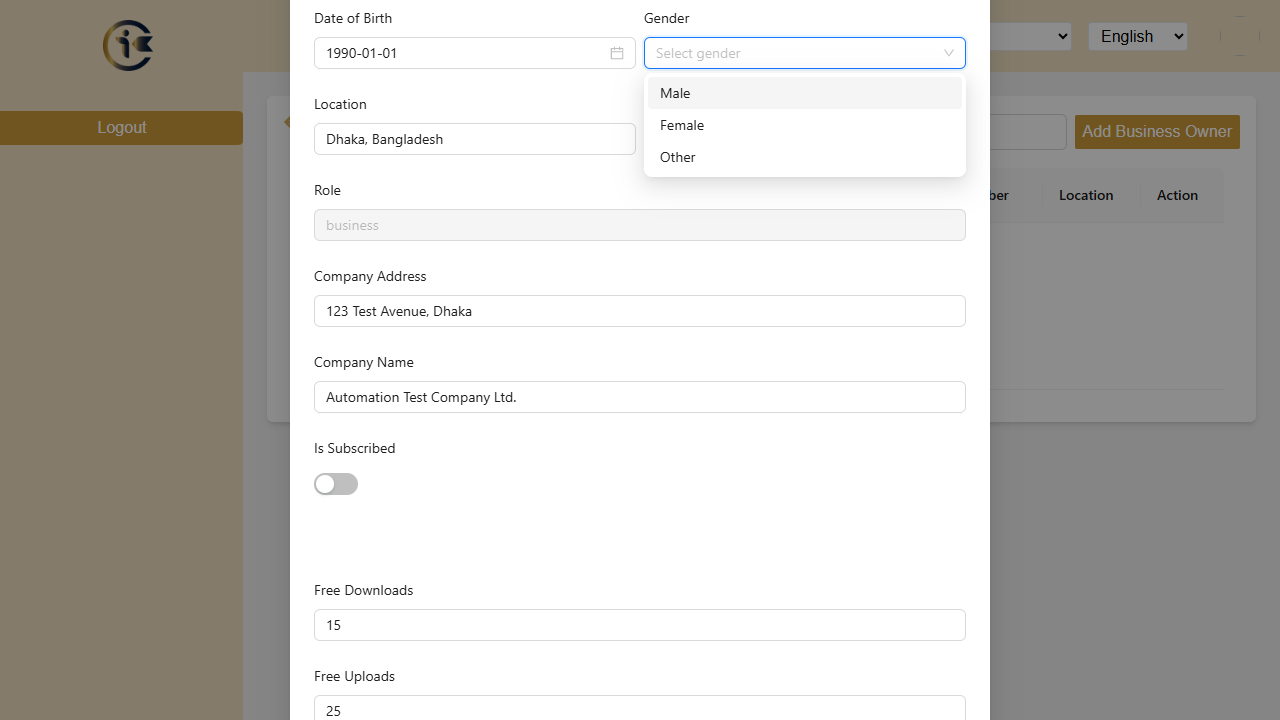 Date of Birth
Gender
1990-01-01
Select gender
English
Male
Location
Female
Logout
Dhaka, Bangladesh
Add Business Owner
Other
Role
Location
Action
business
Company Address
123 Test Avenue, Dhaka
Company Name
Automation Test Company Ltd.
Is Subscribed
Free Downloads
15
Free Uploads
25